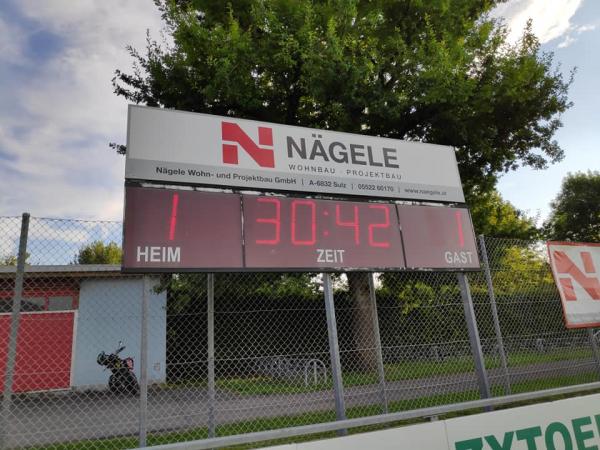 N NÄGELE
WOHNBAU · PROJEKTBAU
Nägele Wohn- und Projektbau GmbH | A-6832 Sulz | 05522 60170 | www.naegele.at
1 30:42 1
HEIM ZEIT GAST
N
ZYTOER